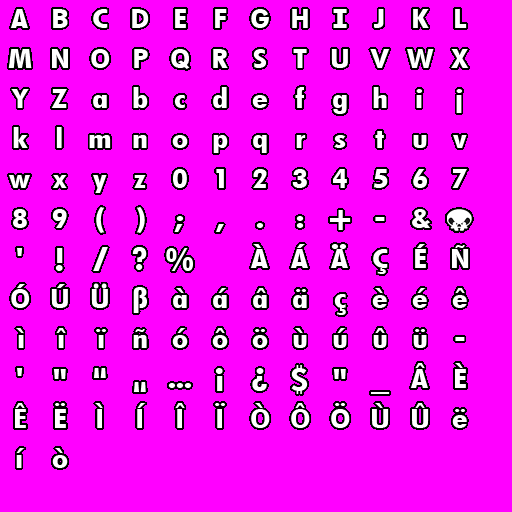 A B C D E F G H I J K L
M N O P Q R S T U V W X
Y Z a b c d e f g h i j
k l m n o p q r s t u v
w x y z 0 1 2 3 4 5 6 7
8 9 ( ) ; , . : + - &
' ! / ? % À Á Ä Ç É Ñ
Ó Ú Ü β à á â ä ç è é ê
ì î ï ñ ó ô ö ù ú û ü -
' " “ „ … ¡ ¿ $ " _ Â È
Ê Ë Ì Í Î Ï Ò Ô Ö Ù Û ë
í ò